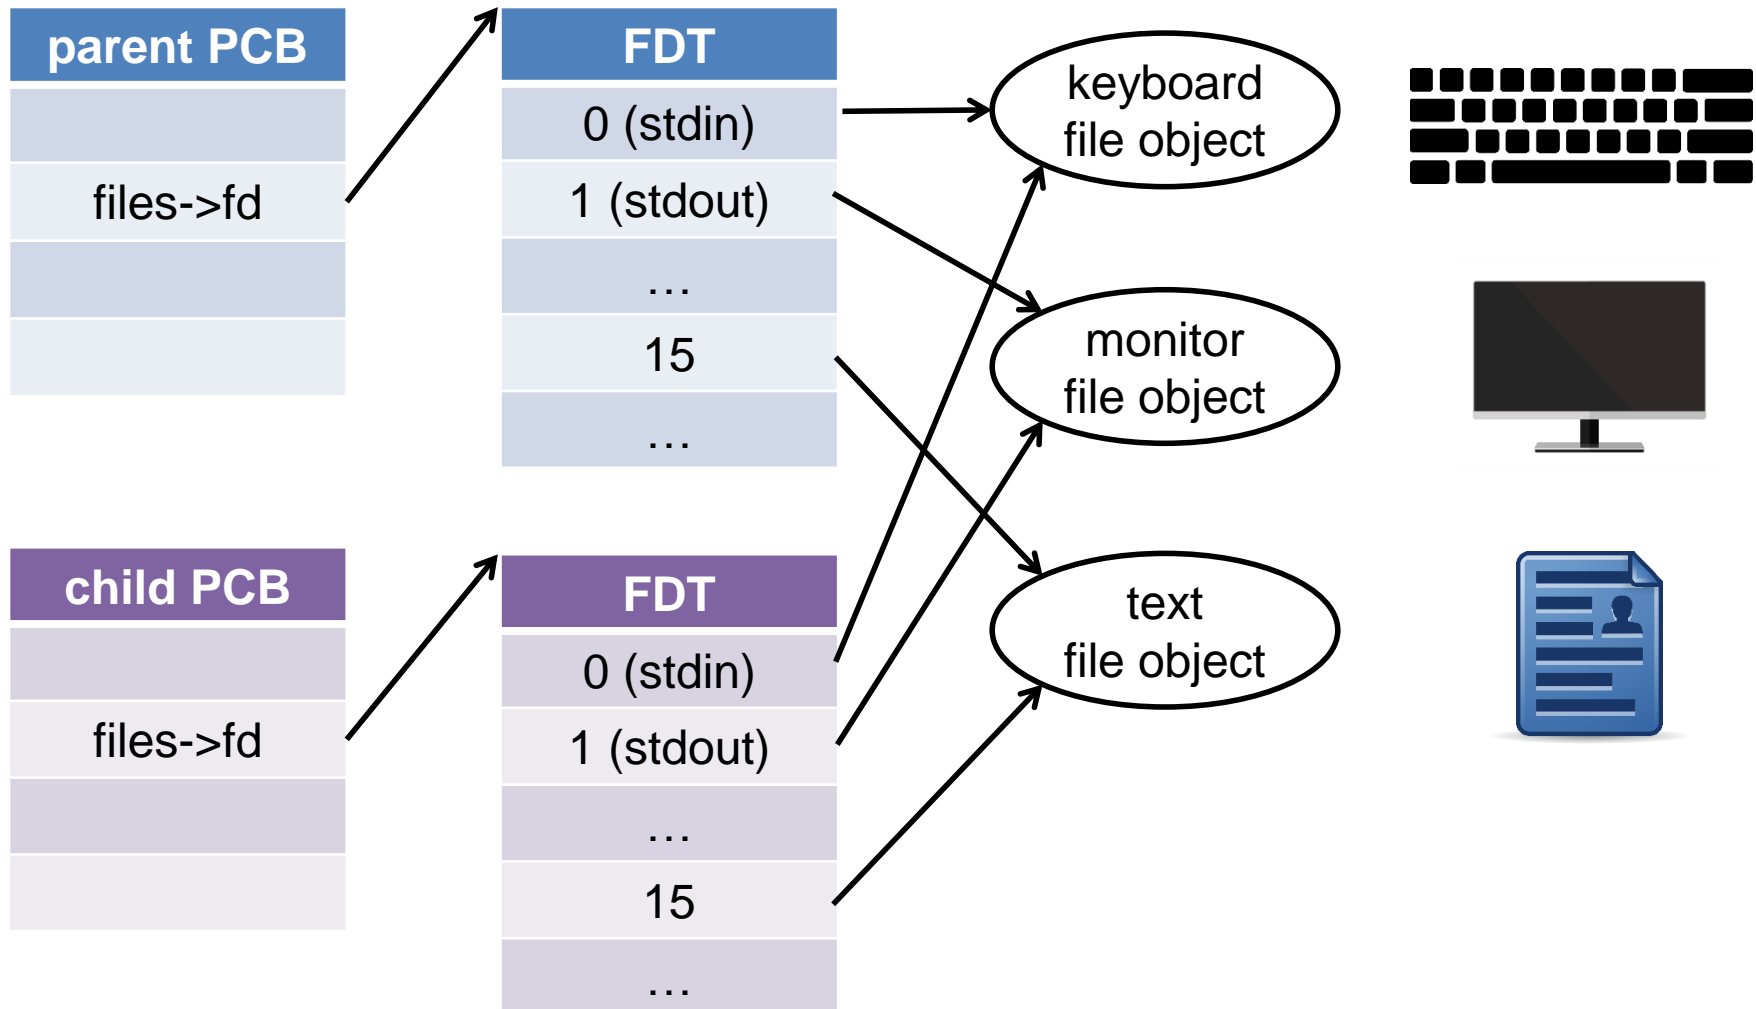 parent PCB
files->fd
FDT
0 (stdin)
1 (stdout)
…
15
…
keyboard
file object
monitor
file object
text
file object
child PCB
files->fd
FDT
0 (stdin)
1 (stdout)
…
15
…